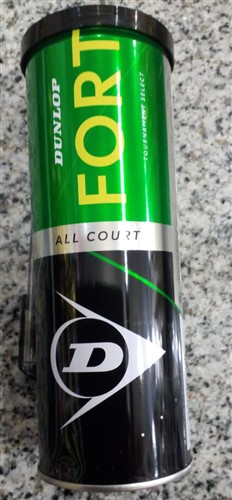 DUNLOP
FORT
TOURNAMENT SELECT
ALL COURT
D